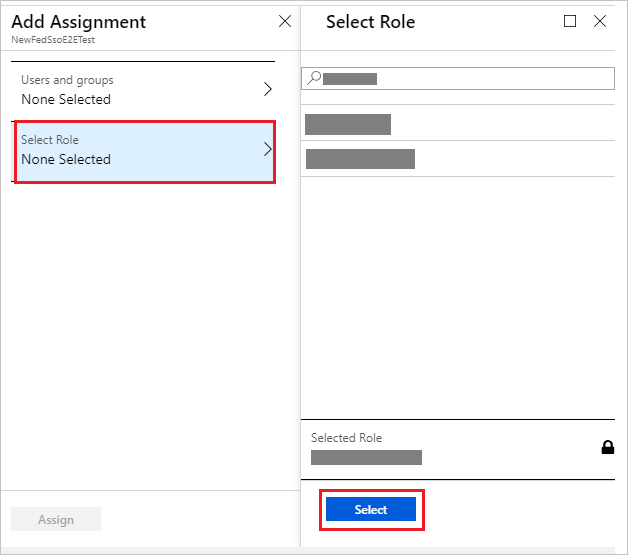 Add Assignment
NewFedSsoE2ETest
Users and groups
None Selected
Select Role
None Selected
Assign
Select Role
Selected Role
Select